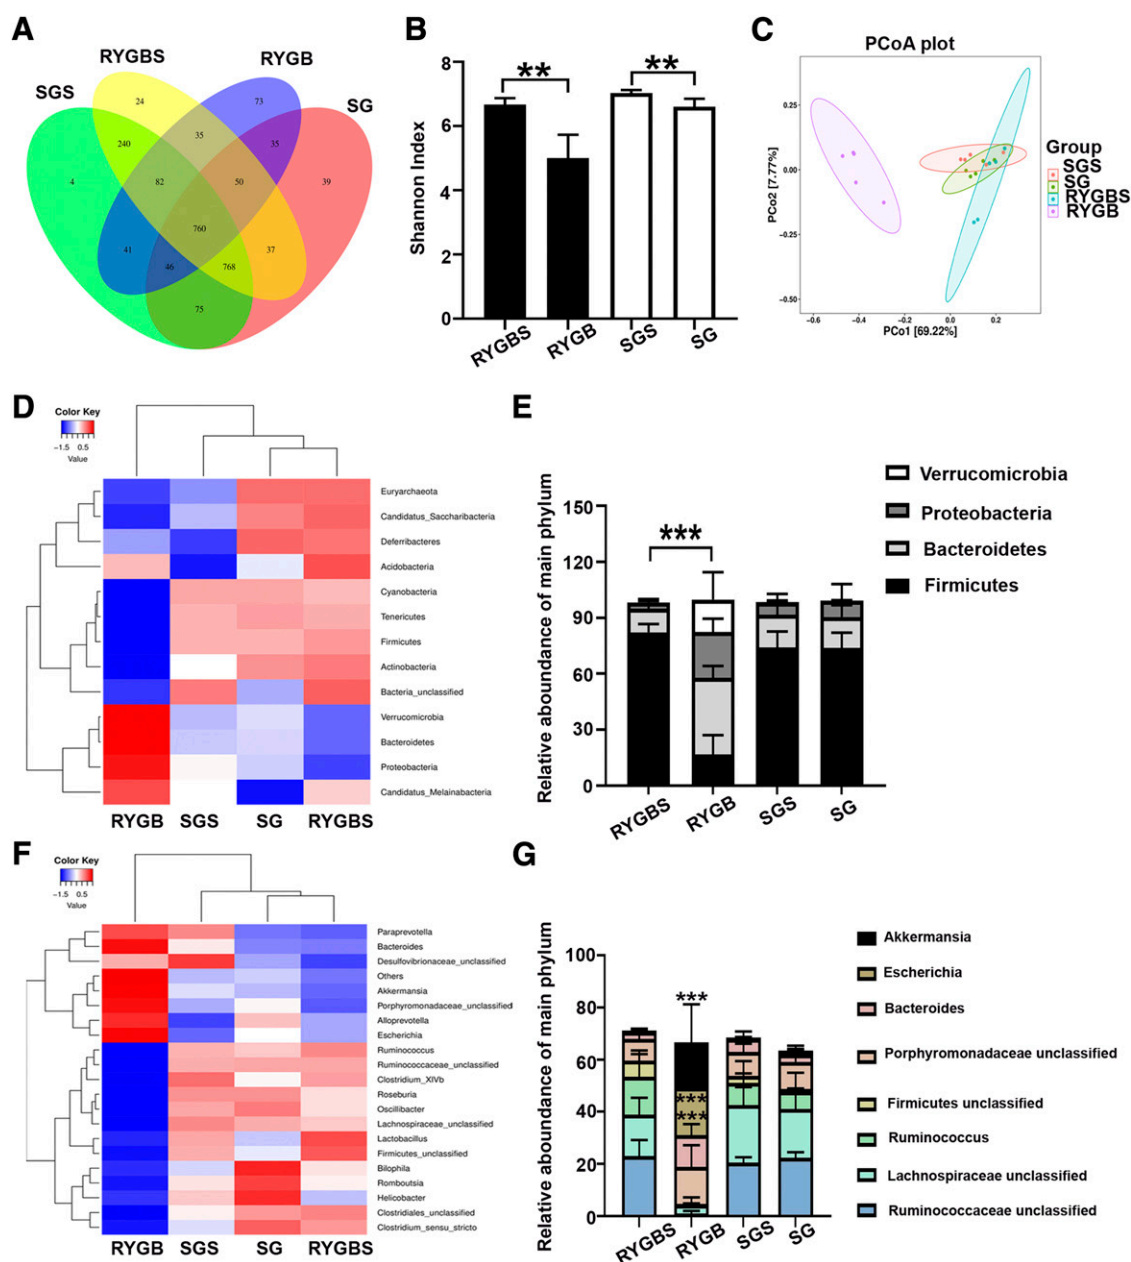 A
RYGBS
RYGB
SGS
SG
24
73
240
35
35
4
82
50
39
760
41
46
768
37
75
B
Shannon Index
8
6
4
2
0
**
**
RYGBS
RYGB
SGS
SG
C
PCoA plot
PCo2 [7.77%]
0.25
0.00
−0.25
−0.50
−0.6
−0.4
−0.2
0.0
0.2
PCo1 [69.22%]
Group
SGS
SG
RYGBS
RYGB
D
Color Key
−1.5 0.5
Value
Euryarchaeota
Candidatus_Saccharibacteria
Deferribacteres
Acidobacteria
Cyanobacteria
Tenericutes
Firmicutes
Actinobacteria
Bacteria_unclassified
Verrucomicrobia
Bacteroidetes
Proteobacteria
Candidatus_Melainabacteria
RYGB SGS SG RYGBS
E
Relative aboundance of main phylum
150
120
90
60
30
0
***
RYGBS
RYGB
SGS
SG
Verrucomicrobia
Proteobacteria
Bacteroidetes
Firmicutes
F
Color Key
−1.5 0.5
Value
Paraprevotella
Bacteroides
Desulfovibrionaceae_unclassified
Others
Akkermansia
Porphyromonadaceae_unclassified
Alloprevotella
Escherichia
Ruminococcus
Ruminococcaceae_unclassified
Clostridium_XIVb
Roseburia
Oscillibacter
Lachnospiraceae_unclassified
Lactobacillus
Firmicutes_unclassified
Bilophila
Romboutsia
Helicobacter
Clostridiales_unclassified
Clostridium_sensu_stricto
RYGB SGS SG RYGBS
G
Relative aboundance of main phylum
100
80
60
40
20
0
***
***
***
RYGBS
RYGB
SGS
SG
Akkermansia
Escherichia
Bacteroides
Porphyromonadaceae unclassified
Firmicutes unclassified
Ruminococcus
Lachnospiraceae unclassified
Ruminococcaceae unclassified